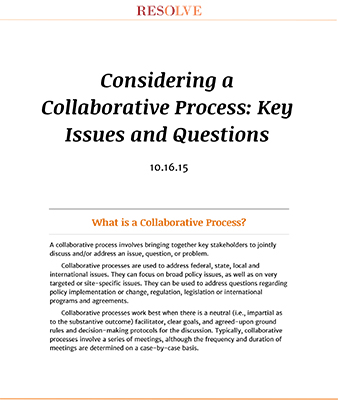 RESOLVE
Considering a
Collaborative Process: Key
Issues and Questions
10.16.15
What is a Collaborative Process?
A collaborative process involves bringing together key stakeholders to jointly
discuss and/or address an issue, question, or problem.
Collaborative processes are used to address federal, state, local and
international issues. They can focus on broad policy issues, as well as on very
targeted or site-specific issues. They can be used to address questions regarding
policy implementation or change, regulation, legislation or international
programs and agreements.
Collaborative processes work best when there is a neutral (i.e., impartial as
to the substantive outcome) facilitator, clear goals, and agreed-upon ground
rules and decision-making protocols for the discussion. Typically, collaborative
processes involve a series of meetings, although the frequency and duration of
meetings are determined on a case-by-case basis.